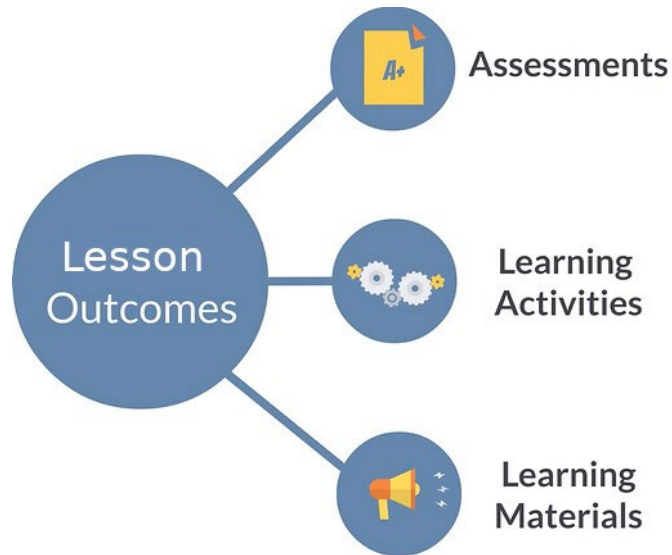 A+
Assessments
Lesson
Outcomes
Learning
Activities
Learning
Materials